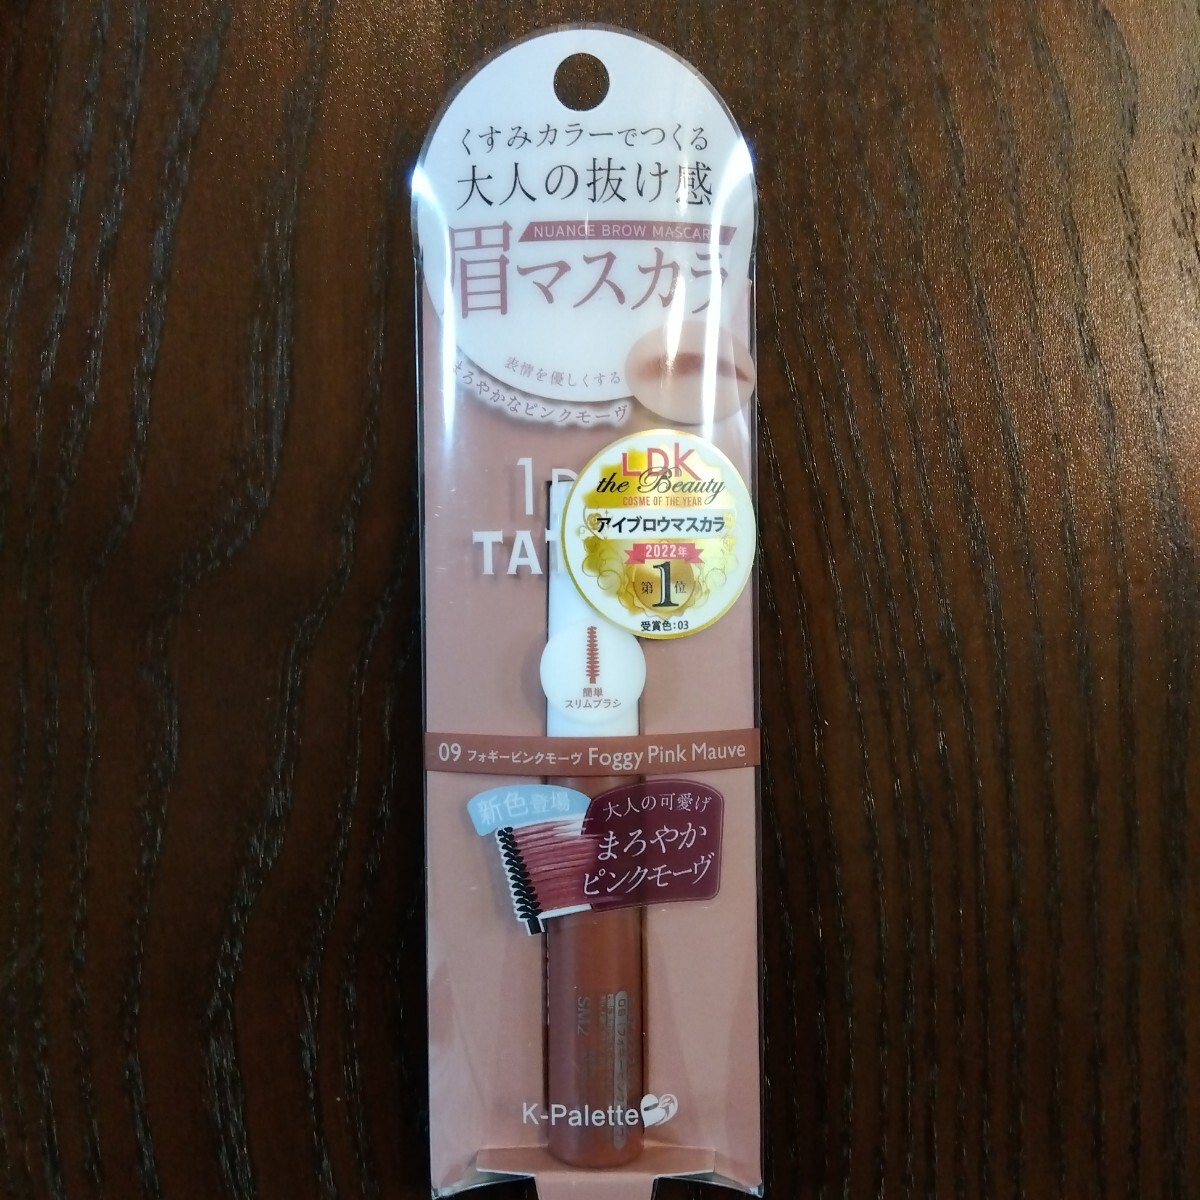 くすみカラーでつくる
大人の抜け感
NUANCE BROW MASCARA
眉マスカラ
表情を優しくする
まろやかなピンクモーヴ
1D
TAT
LDK
the Beauty
COSME OF THE YEAR
アイブロウマスカラ
2022年
第1位
受賞色:03
簡単
スリムブラシ
09 フォギーピンクモーヴ Foggy Pink Mauve
新色登場
大人の可愛げ
まろやか
ピンクモーヴ
K-Palette